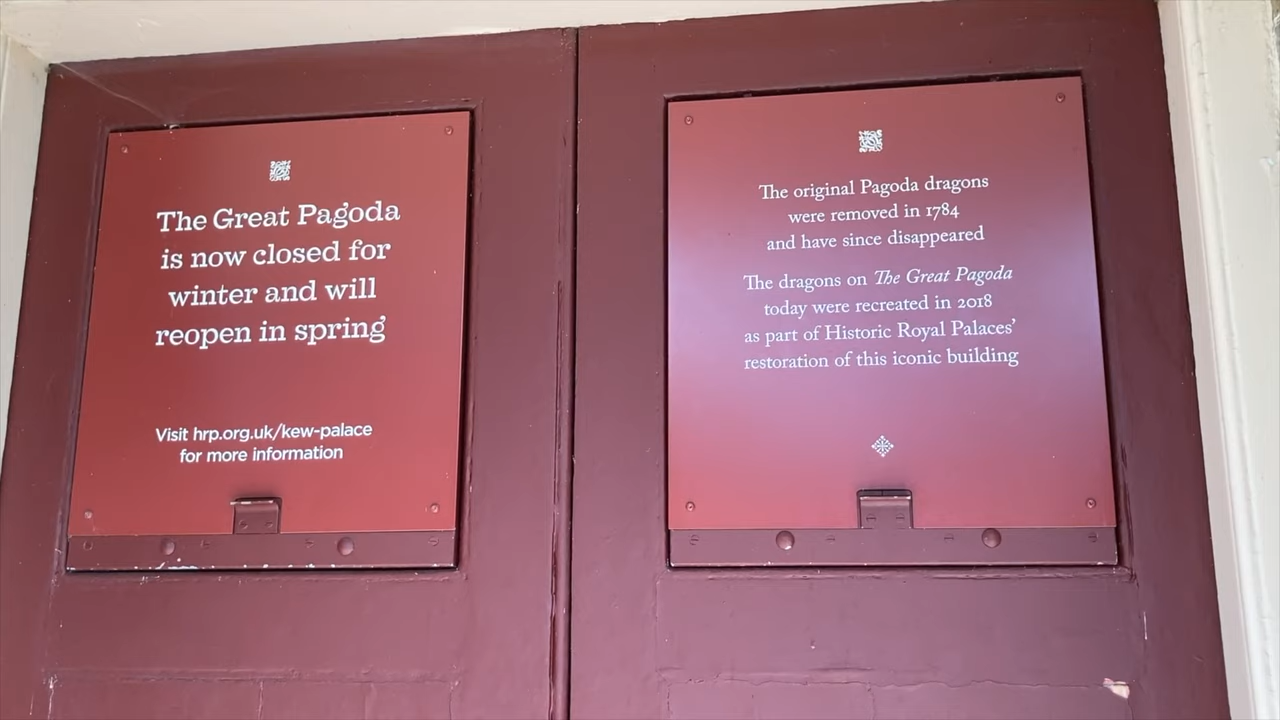 The Great Pagoda
is now closed for
winter and will
reopen in spring
Visit hrp.org.uk/kew-palace
for more information
The original Pagoda dragons
were removed in 1784
and have since disappeared
The dragons on The Great Pagoda
today were recreated in 2018
as part of Historic Royal Palaces’
restoration of this iconic building